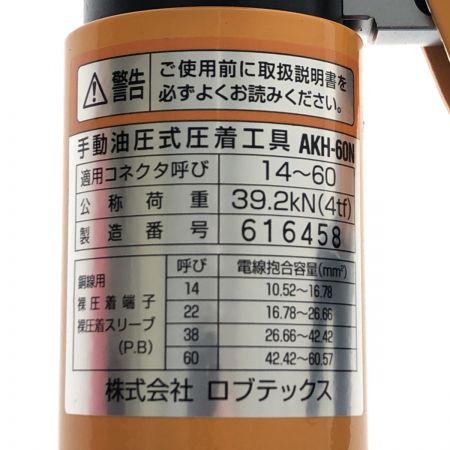 警告 ご使用前に取扱説明書を
必ずよくお読みください。
手動油圧式圧着工具 AKH-60N
適用コネクタ呼び 14～60
公称荷重 39.2kN(4tf)
製造番号 616458
銅線用
裸圧着端子
裸圧着スリーブ
(P.B)
呼び 電線抱合容量(mm²)
14 10.52～16.78
22 16.78～26.66
38 26.66～42.42
60 42.42～60.57
株式会社 ロブテックス